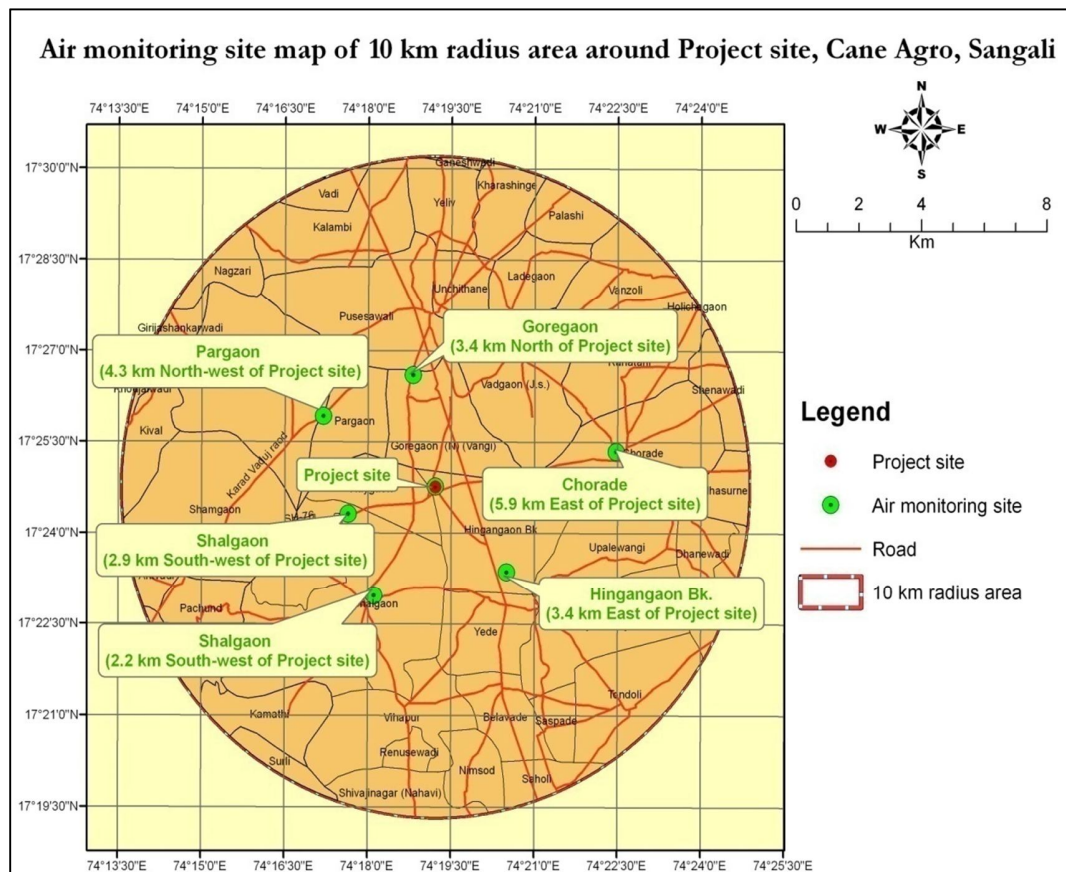 Air monitoring site map of 10 km radius area around Project site, Cane Agro, Sangali
74°13'30"E 74°15'0"E 74°16'30"E 74°18'0"E 74°19'30"E 74°21'0"E 74°22'30"E 74°24'0"E
N
W E
S
0 2 4 8
Km
17°30'0"N
17°28'30"N
17°27'0"N
17°25'30"N
17°24'0"N
17°22'30"N
17°21'0"N
17°19'30"N
Ganeshwadi
Kharashinge
Vadi
Yeliv
Palashi
Kalambi
Nagzari
Ladegaon
Unchithane
Vanzoli
Pusesawali
Girijashankarwadi
Goregaon
(3.4 km North of Project site)
Pargaon
(4.3 km North-west of Project site)
Vadgaon (J.s.)
Shenawadi
Pargaon
Kival
Goregaon (N) (Vangi)
Karad Vaduj raod
Project site
Chorade
(5.9 km East of Project site)
Shamgaon
Hingangaon Bk
Shalgaon
(2.9 km South-west of Project site)
Upalewangi
Dhanewadi
Hingangaon Bk.
(3.4 km East of Project site)
Pachund
Yede
Shalgaon
(2.2 km South-west of Project site)
Kamathi
Vihapur
Belavade
Saspade
Renusewadi
Surli
Nimsod
Saholi
Shivajinagar (Nahavi)
Legend
Project site
Air monitoring site
Road
10 km radius area
74°13'30"E 74°15'0"E 74°16'30"E 74°18'0"E 74°19'30"E 74°21'0"E 74°22'30"E 74°24'0"E 74°25'30"E